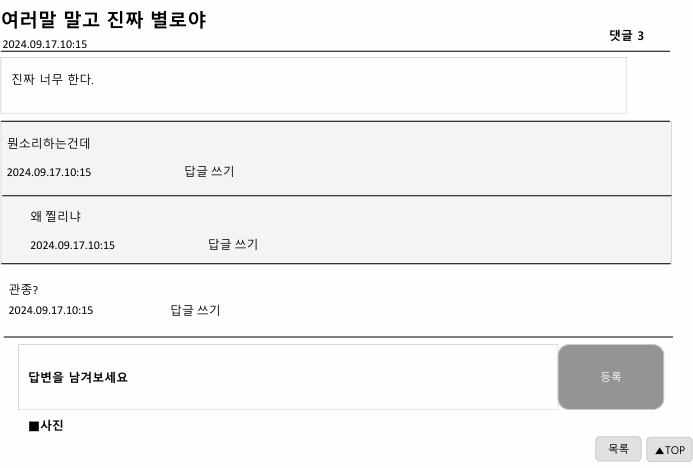 여러말 말고 진짜 별로야
댓글 3
2024.09.17.10:15
진짜 너무 한다.
뭔소리하는건데
2024.09.17.10:15 답글 쓰기
왜 찔리냐
2024.09.17.10:15 답글 쓰기
관종?
2024.09.17.10:15 답글 쓰기
답변을 남겨보세요
등록
■사진
목록 ▲TOP